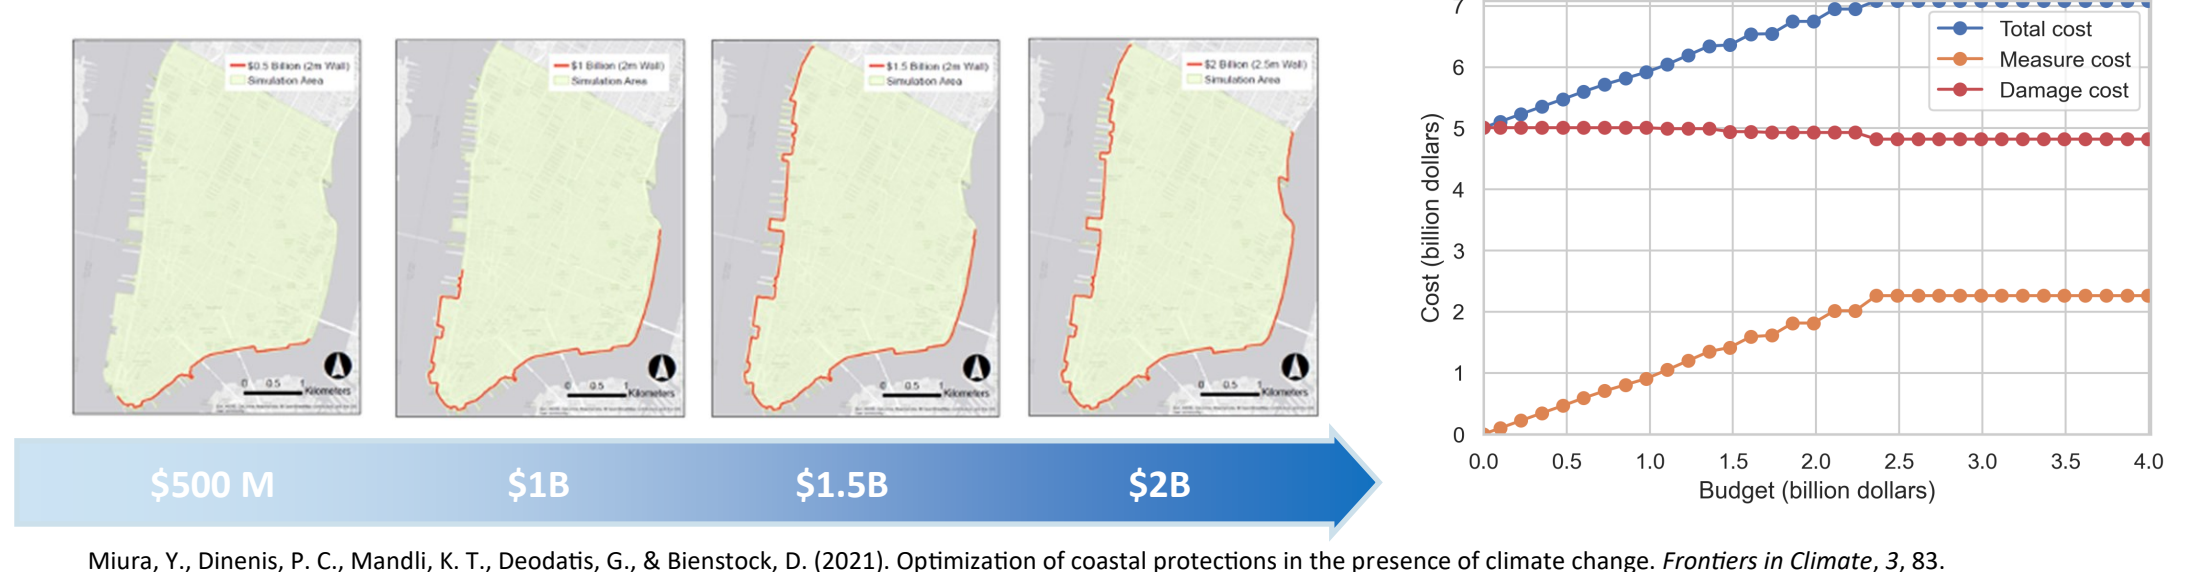 $0.5 Billion (2m Wall)
Simulation Area
0 0.5 1
Kilometers
$1 Billion (2m Wall)
Simulation Area
0 0.5 1
Kilometers
$1.5 Billion (2m Wall)
Simulation Area
0 0.5 1
Kilometers
$2 Billion (2.5m Wall)
Simulation Area
0 0.5 1
Kilometers
$500 M
$1B
$1.5B
$2B
Cost (billion dollars)
7
6
5
4
3
2
1
0
Total cost
Measure cost
Damage cost
0.0 0.5 1.0 1.5 2.0 2.5 3.0 3.5 4.0
Budget (billion dollars)
Miura, Y., Dinenis, P. C., Mandli, K. T., Deodatis, G., & Bienstock, D. (2021). Optimization of coastal protections in the presence of climate change. Frontiers in Climate, 3, 83.